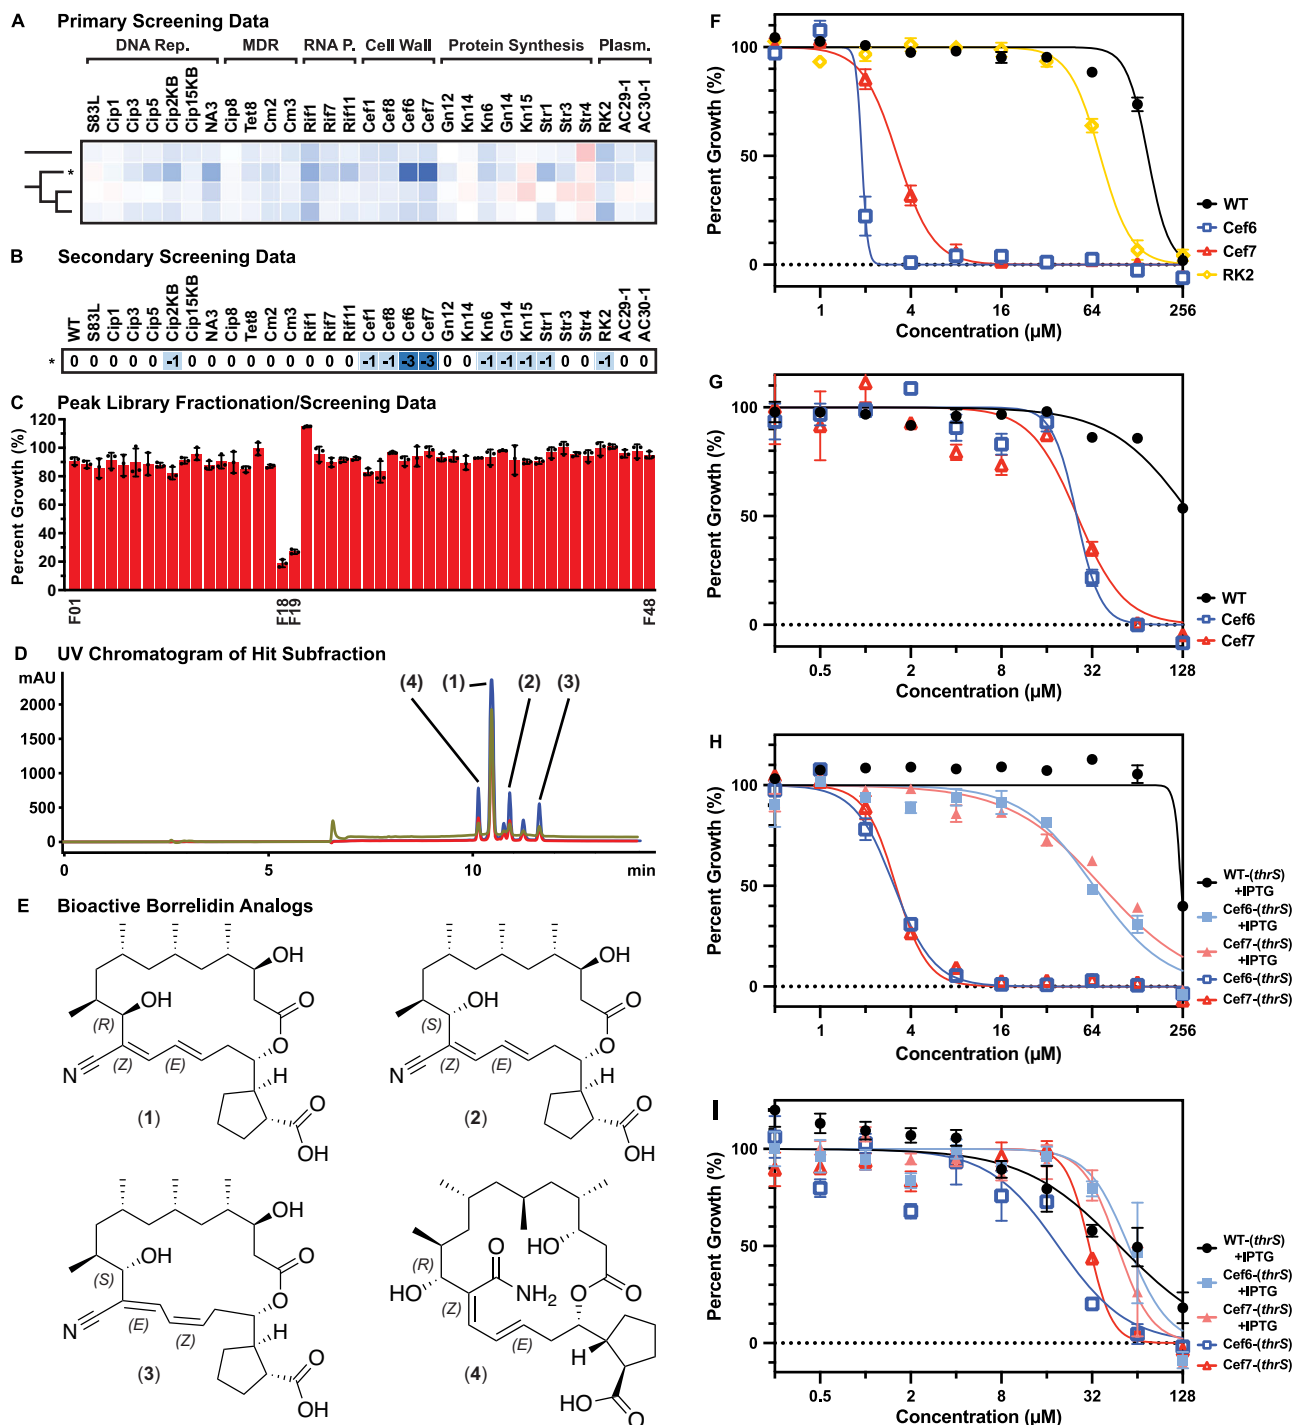 A Primary Screening Data
DNA Rep. MDR RNA P. Cell Wall Protein Synthesis Plasm.
S83L Cip1 Cip3 Cip5 Cip2KB Cip15KB NA3 Cip8 Tet8 Cm2 Cm3 Rif1 Rif7 Rif11 Cef1 Cef8 Cef6 Cef7 Gn12 Kn14 Kn6 Gn14 Kn15 Str1 Str3 Str4 RK2 AC29-1 AC30-1
*
B Secondary Screening Data
WT S83L Cip1 Cip3 Cip5 Cip2KB Cip15KB NA3 Cip8 Tet8 Cm2 Cm3 Rif1 Rif7 Rif11 Cef1 Cef8 Cef6 Cef7 Gn12 Kn14 Kn6 Gn14 Kn15 Str1 Str3 Str4 RK2 AC29-1 AC30-1
* 0 0 0 0 0 -1 0 0 0 0 0 0 0 0 0 -1 -1 -3 -3 0 0 -1 -1 -1 -1 0 0 -1 0 0
C Peak Library Fractionation/Screening Data
Percent Growth (%)
120
100
80
60
40
20
0
F01 F18 F19 F48
D UV Chromatogram of Hit Subfraction
mAU
2000
1500
1000
500
0
(4) (1) (2) (3)
0 5 10 min
E Bioactive Borrelidin Analogs
OH
OH
O
O
(R)
N
(Z)
(E)
H
O
OH
(1)
OH
OH
O
O
(S)
N
(Z)
(E)
H
O
OH
(2)
OH
OH
O
O
(S)
N
(E)
(Z)
H
O
OH
(3)
HO
(R)
O
HO
NH2
O
O
(Z)
(E)
H
OH
O
(4)
F
Percent Growth (%)
100
50
0
1 4 16 64 256
Concentration (µM)
WT
Cef6
Cef7
RK2
G
Percent Growth (%)
100
50
0
0.5 2 8 32 128
Concentration (µM)
WT
Cef6
Cef7
H
Percent Growth (%)
100
50
0
1 4 16 64 256
Concentration (µM)
WT-(thrS)
+IPTG
Cef6-(thrS)
+IPTG
Cef7-(thrS)
+IPTG
Cef6-(thrS)
Cef7-(thrS)
I
Percent Growth (%)
100
50
0
0.5 2 8 32 128
Concentration (µM)
WT-(thrS)
+IPTG
Cef6-(thrS)
+IPTG
Cef7-(thrS)
+IPTG
Cef6-(thrS)
Cef7-(thrS)